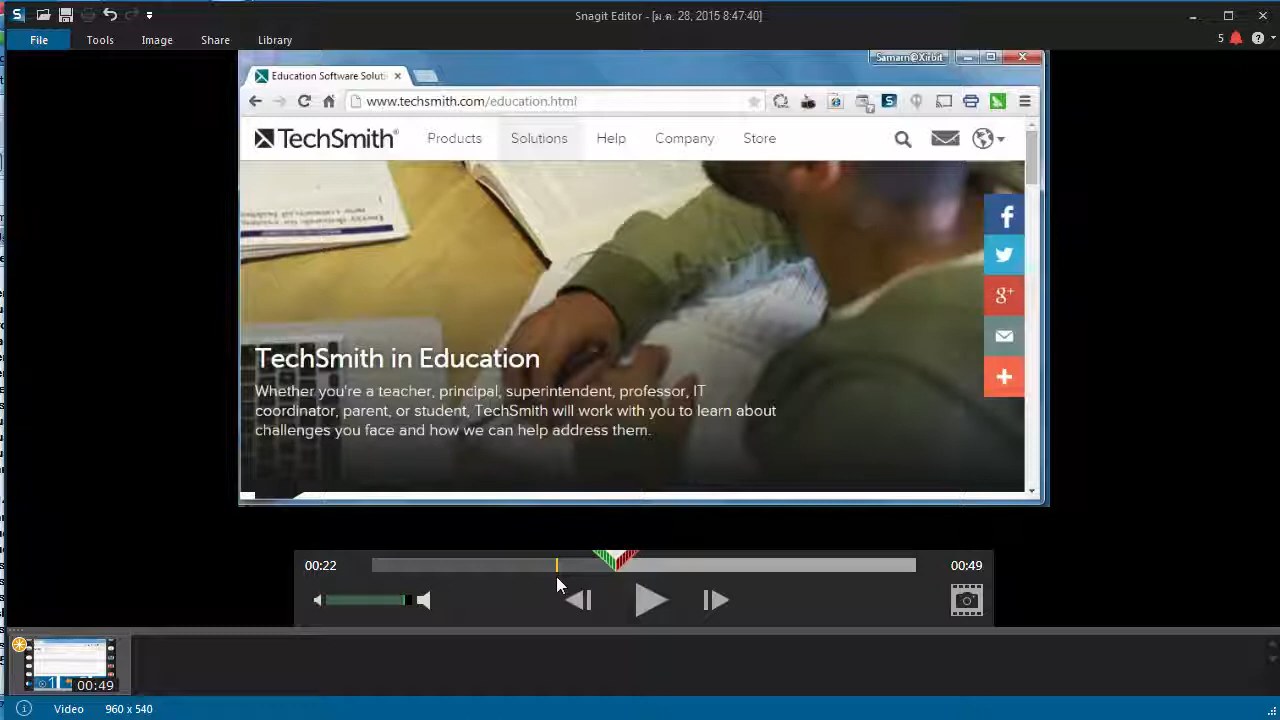 Snagit Editor - [ม.ค. 28, 2015 8:47:40]
File Tools Image Share Library 5
Samarn@Xirbit
Education Software Soluti
www.techsmith.com/education.html
TechSmith Products Solutions Help Company Store
TechSmith in Education
Whether you're a teacher, principal, superintendent, professor, IT
coordinator, parent, or student, TechSmith will work with you to learn about
challenges you face and how we can help address them.
00:22 00:49
00:49
Video 960 x 540